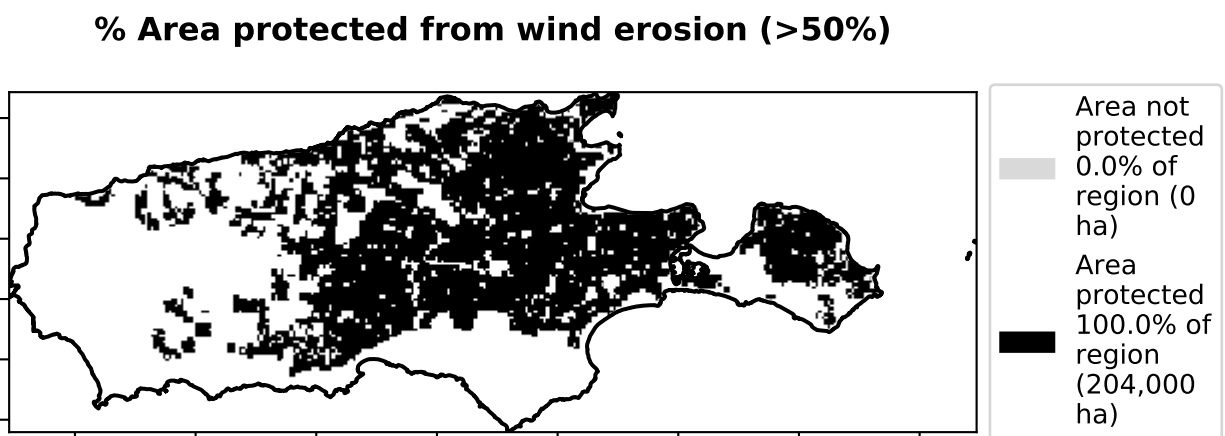 % Area protected from wind erosion (>50%)
Area not
protected
0.0% of
region (0
ha)
Area
protected
100.0% of
region
(204,000
ha)